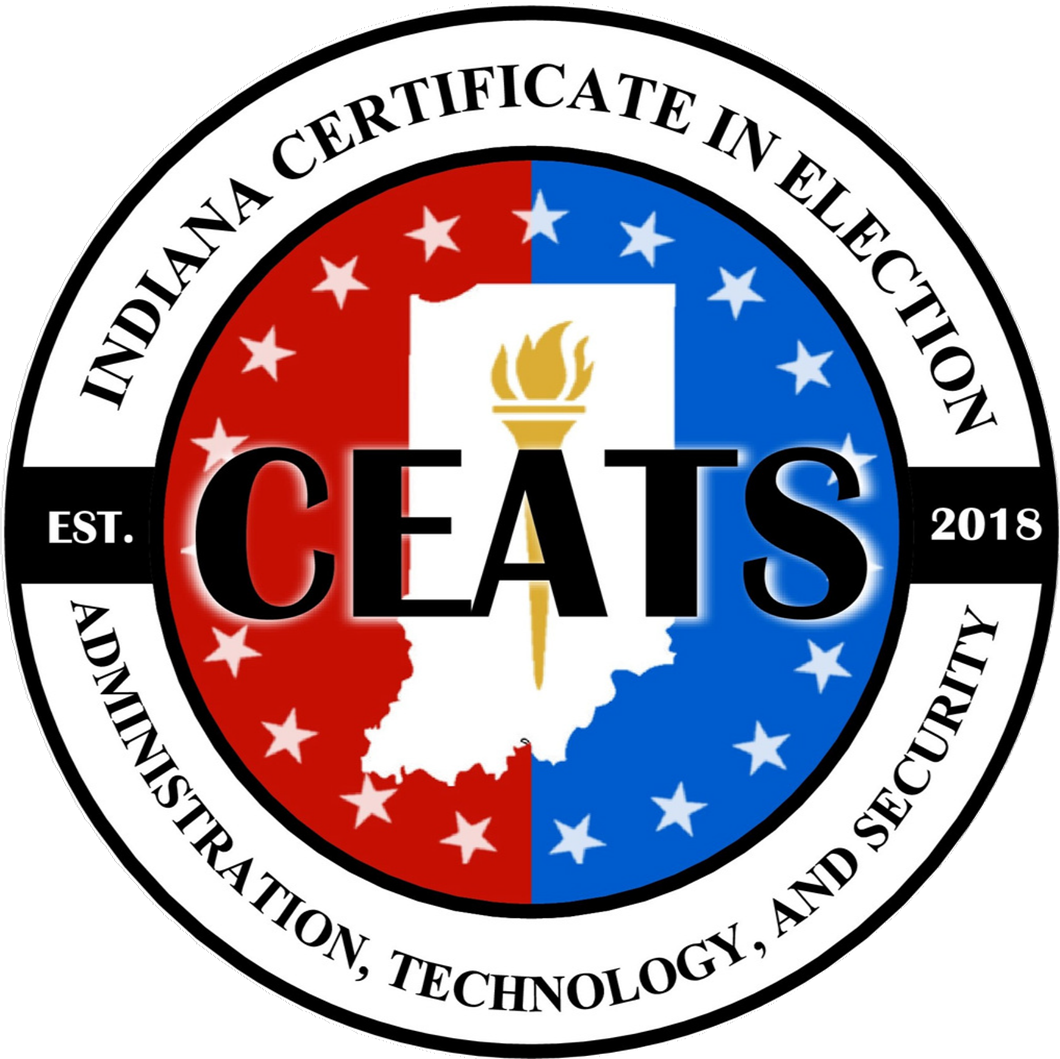 INDIANA CERTIFICATE IN ELECTION
CEATS
EST.
2018
ADMINISTRATION, TECHNOLOGY, AND SECURITY